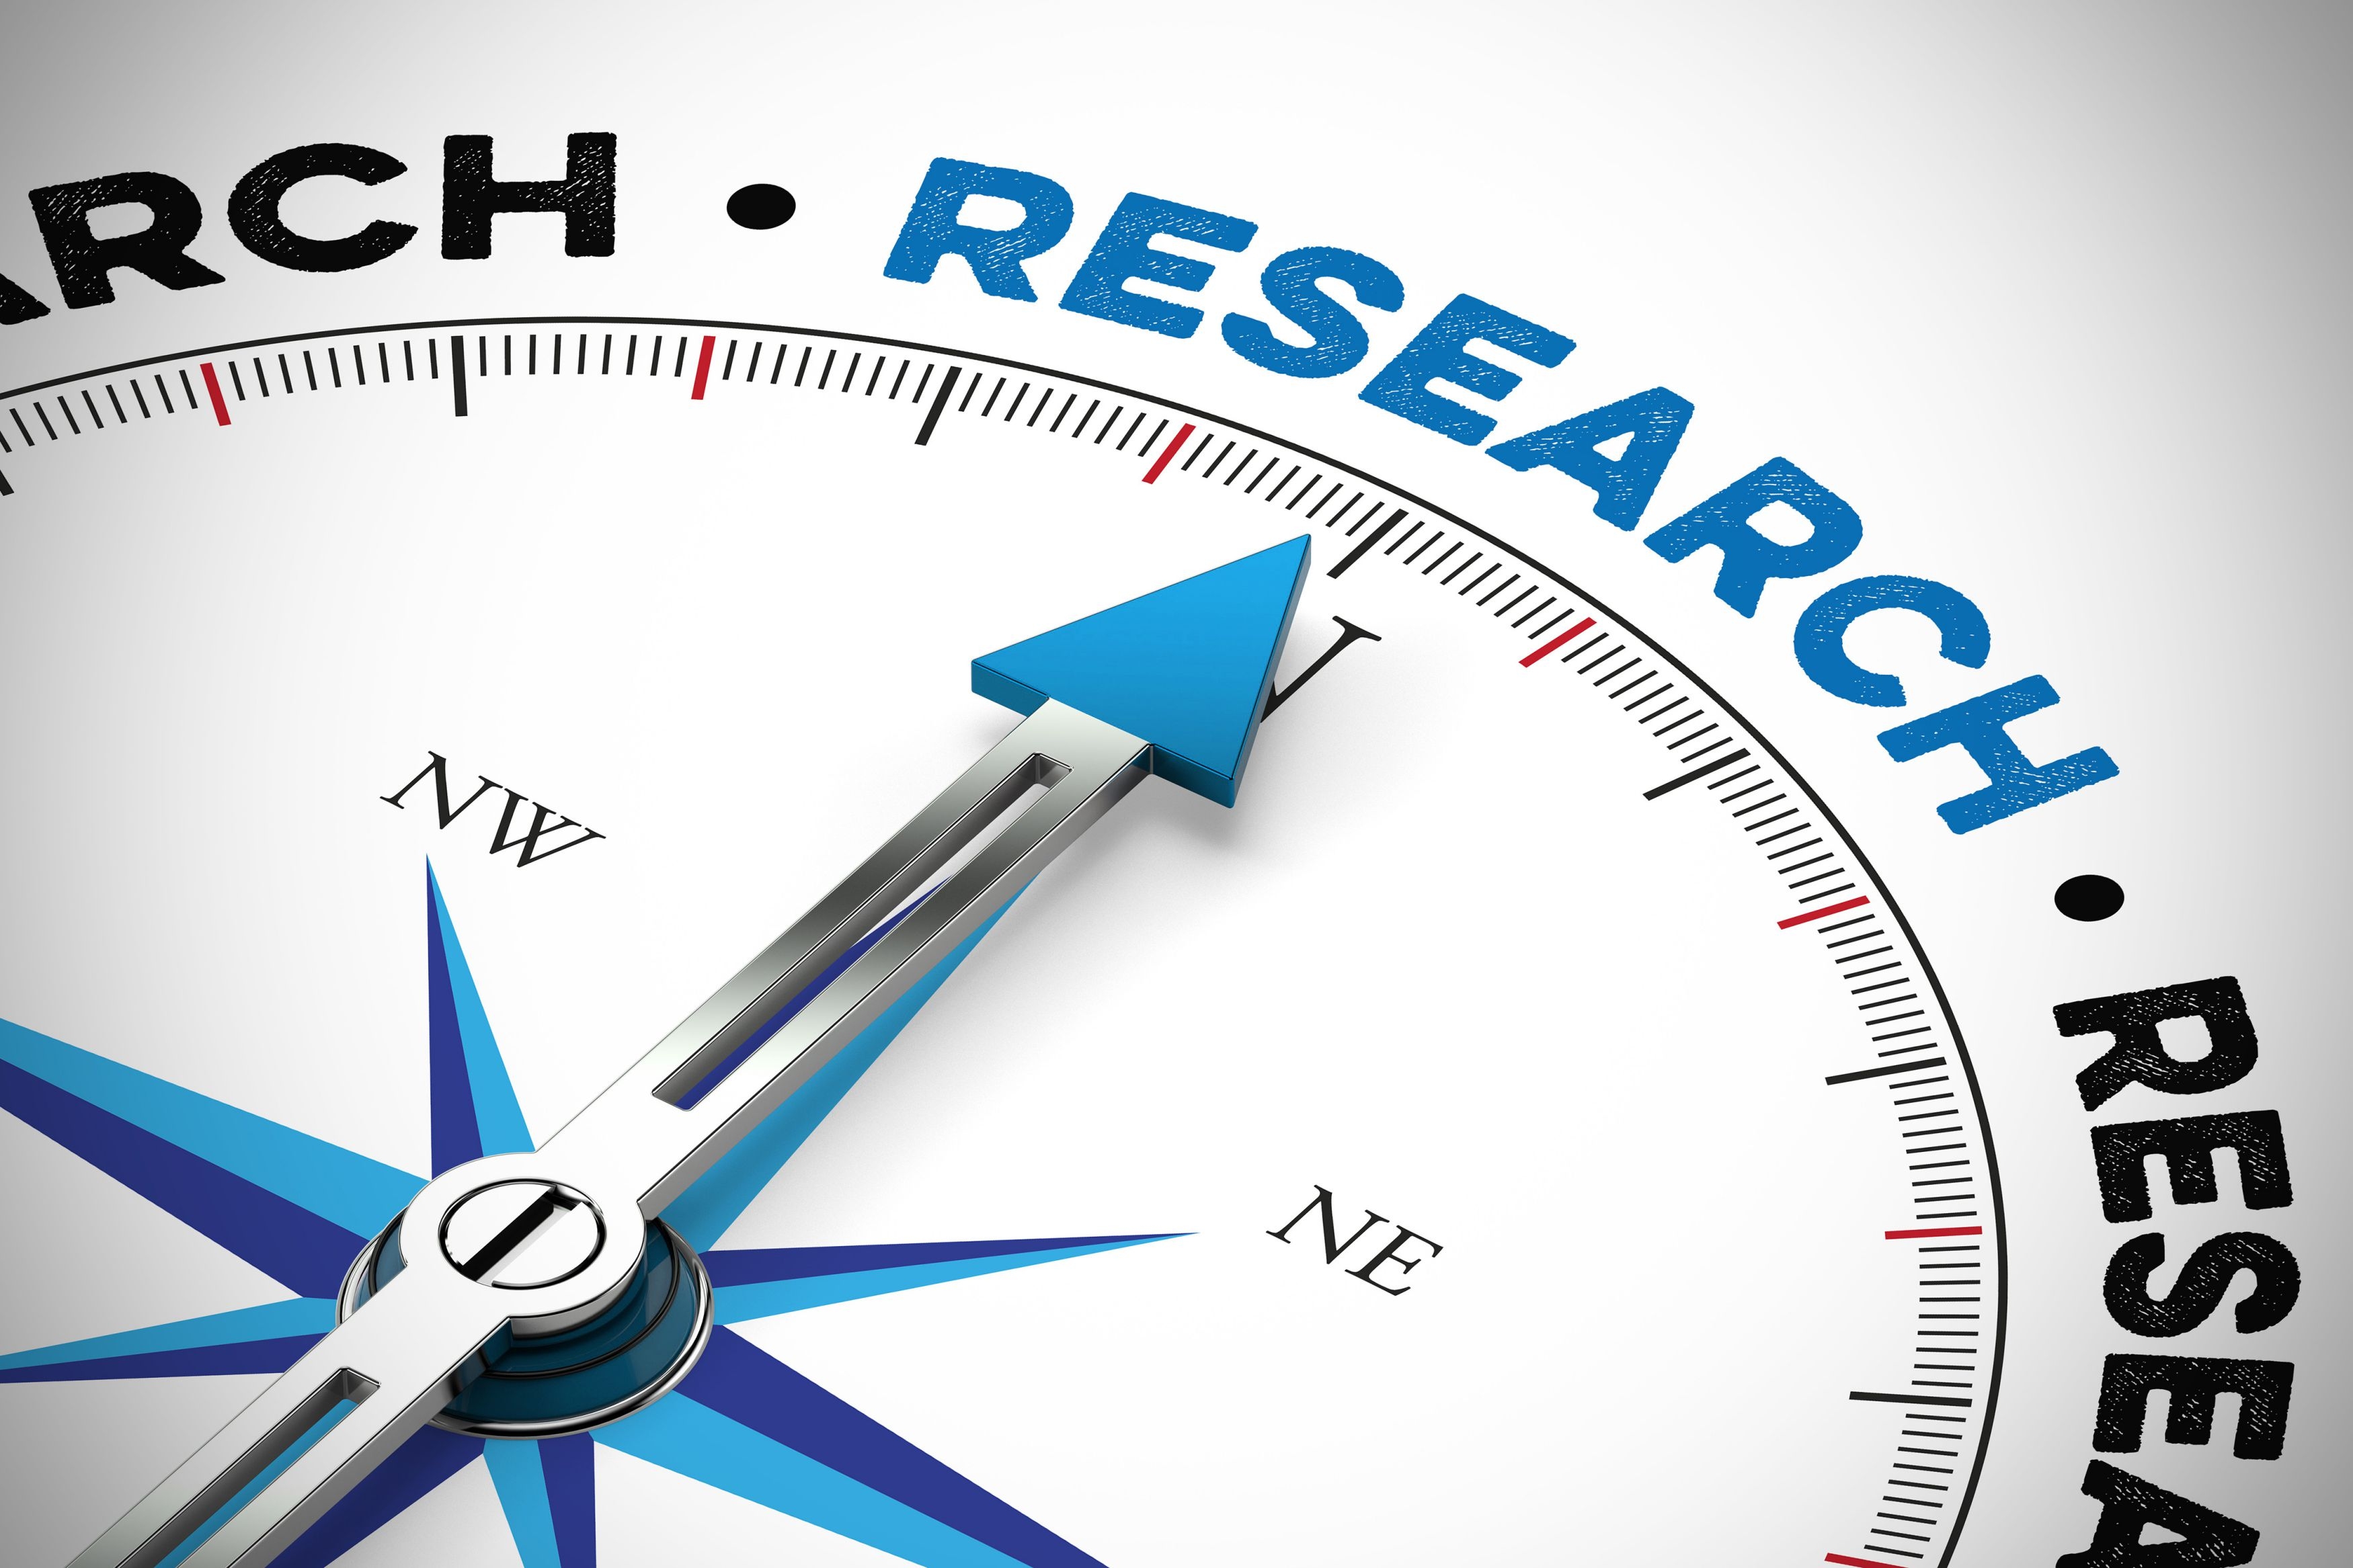 ARCH • RESEARCH • RESEA
NW
NE